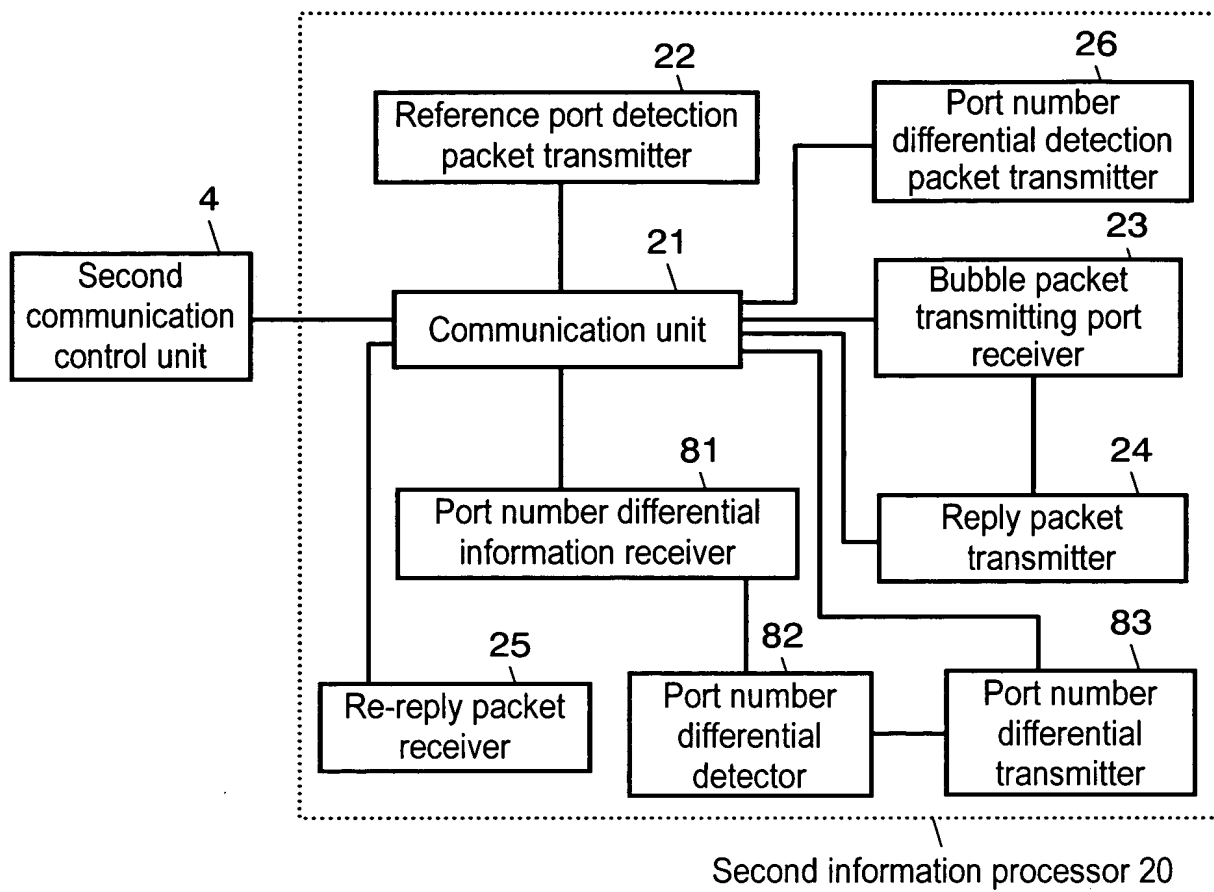 22
Reference port detection
packet transmitter
26
Port number
differential detection
packet transmitter
4
Second
communication
control unit
21
Communication unit
23
Bubble packet
transmitting port
receiver
81
Port number differential
information receiver
24
Reply packet
transmitter
25
Re-reply packet
receiver
82
Port number
differential
detector
83
Port number
differential
transmitter
Second information processor 20